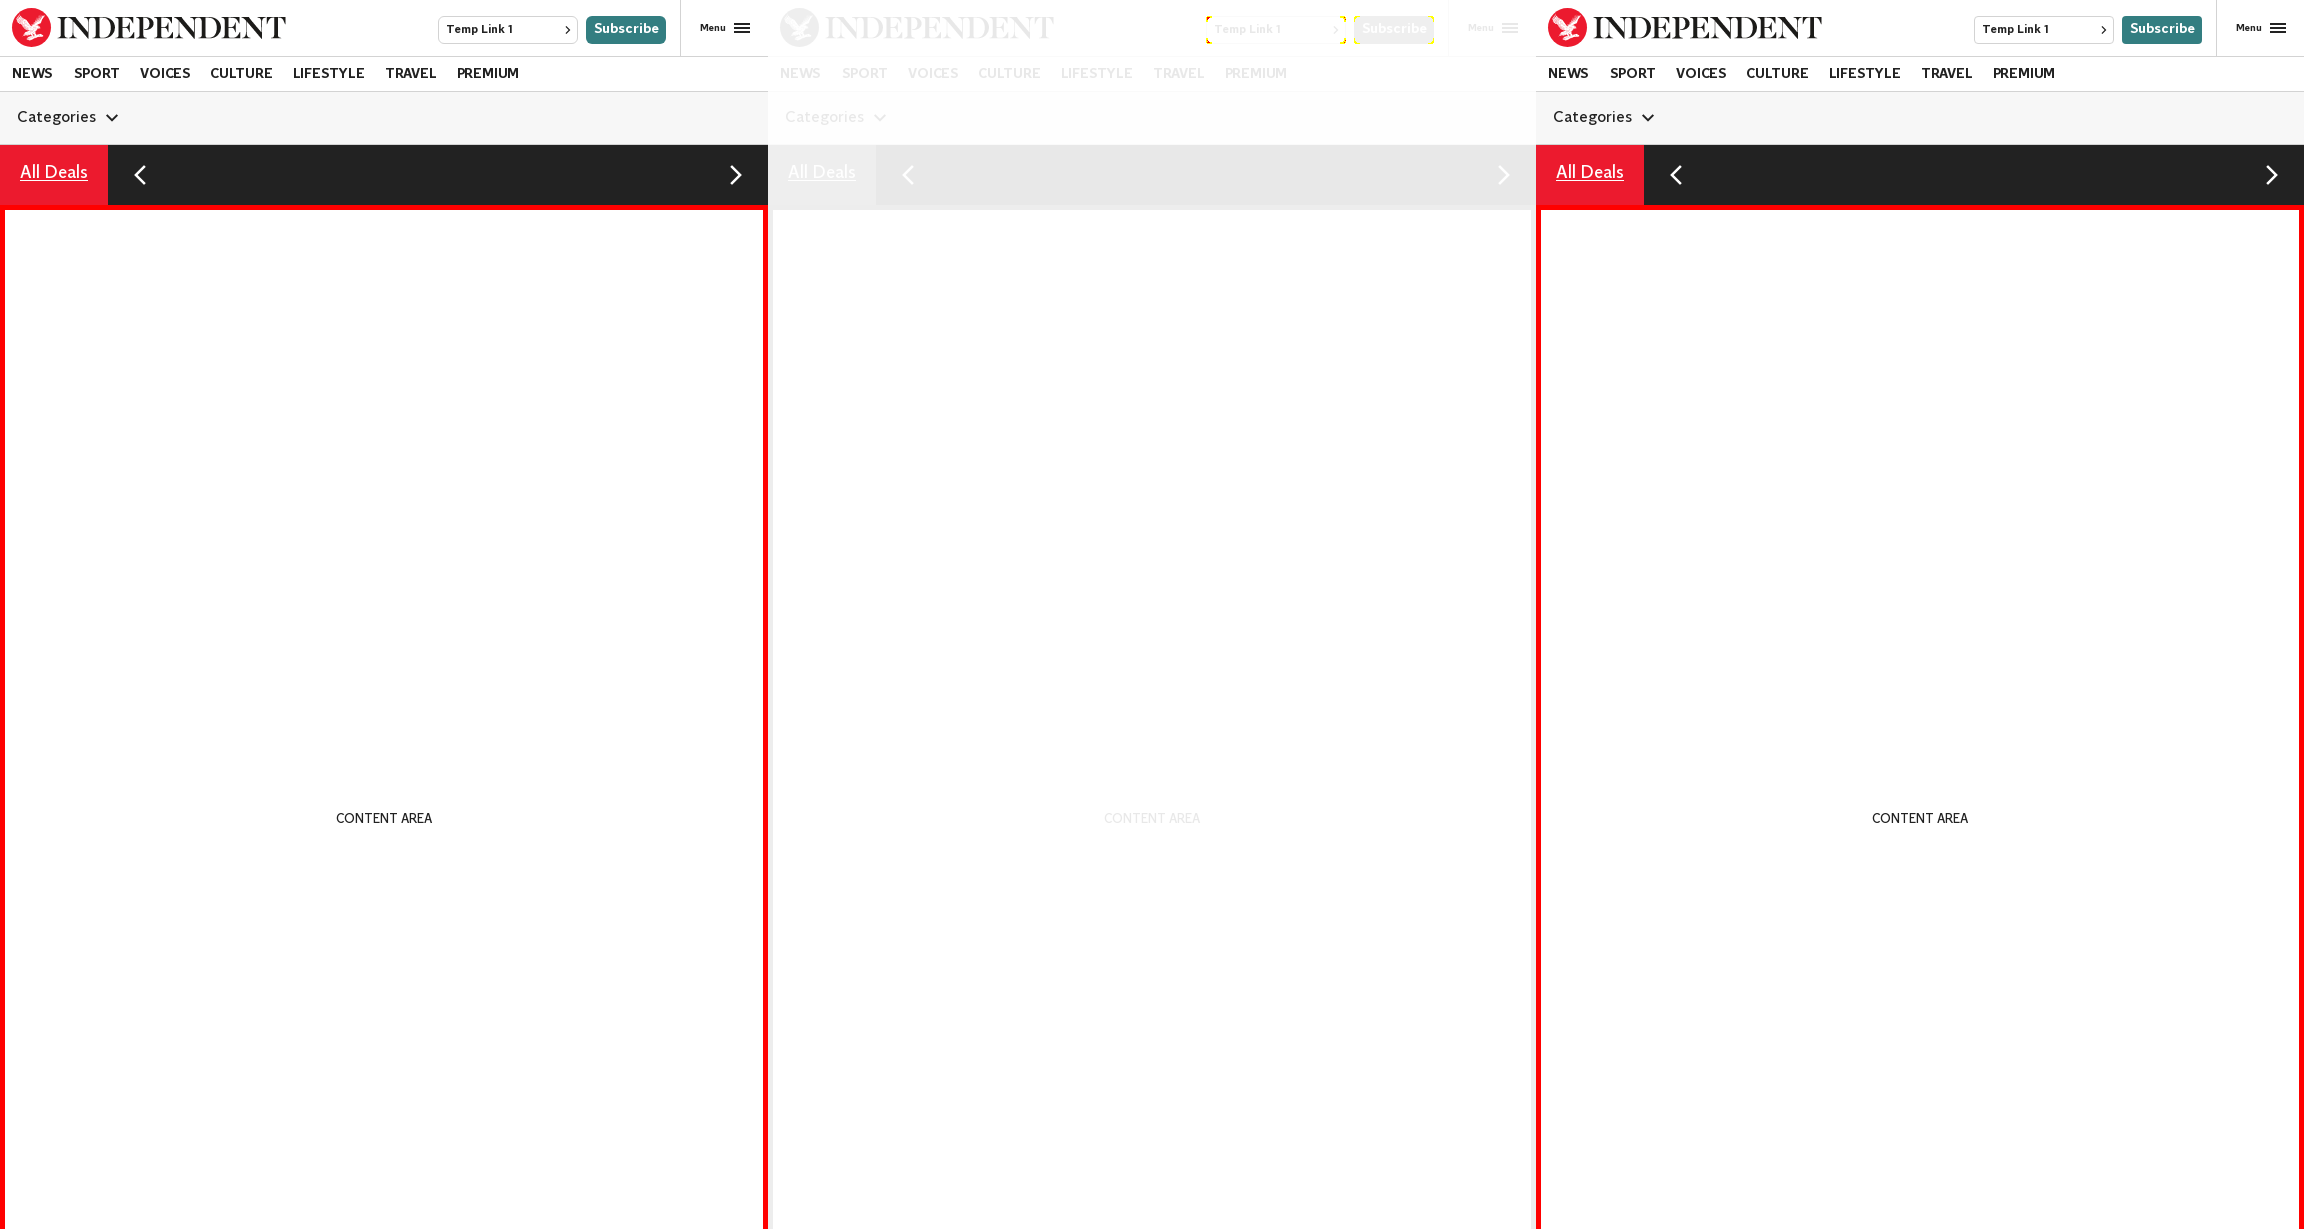 INDEPENDENT Temp Link 1 Subscribe Menu
NEWS SPORT VOICES CULTURE LIFESTYLE TRAVEL PREMIUM
Categories
All Deals
CONTENT AREA
INDEPENDENT Temp Link 1 Subscribe Menu
NEWS SPORT VOICES CULTURE LIFESTYLE TRAVEL PREMIUM
Categories
All Deals
CONTENT AREA
INDEPENDENT Temp Link 1 Subscribe Menu
NEWS SPORT VOICES CULTURE LIFESTYLE TRAVEL PREMIUM
Categories
All Deals
CONTENT AREA